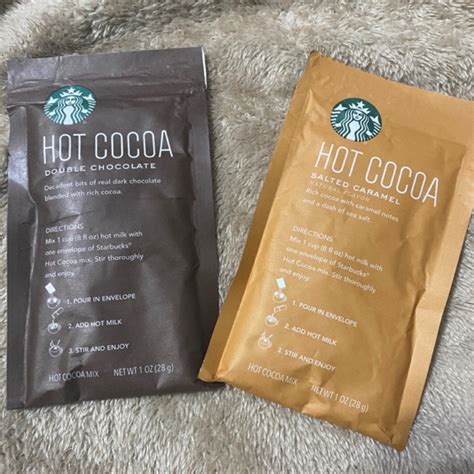 HOT COCOA
DOUBLE CHOCOLATE
Decadent bits of real dark chocolate
blended with rich cocoa.
DIRECTIONS
Mix 1 cup (8 fl oz) hot milk with
one envelope of Starbucks®
Hot Cocoa mix. Stir thoroughly
and enjoy.
1. POUR IN ENVELOPE
2. ADD HOT MILK
3. STIR AND ENJOY
HOT COCOA MIX NET WT 1 OZ (28 g)
HOT COCOA
SALTED CARAMEL
NATURAL FLAVOR
Rich cocoa with caramel notes
and a dash of sea salt.
DIRECTIONS
Mix 1 cup (8 fl oz) hot milk with
one envelope of Starbucks®
Hot Cocoa mix. Stir thoroughly
and enjoy.
1. POUR IN ENVELOPE
2. ADD HOT MILK
3. STIR AND ENJOY
HOT COCOA MIX NET WT 1 OZ (28 g)